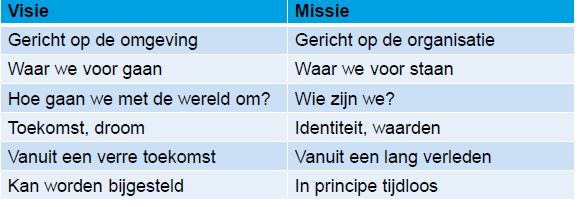 Visie Missie
Gericht op de omgeving Gericht op de organisatie
Waar we voor gaan Waar we voor staan
Hoe gaan we met de wereld om? Wie zijn we?
Toekomst, droom Identiteit, waarden
Vanuit een verre toekomst Vanuit een lang verleden
Kan worden bijgesteld In principe tijdloos